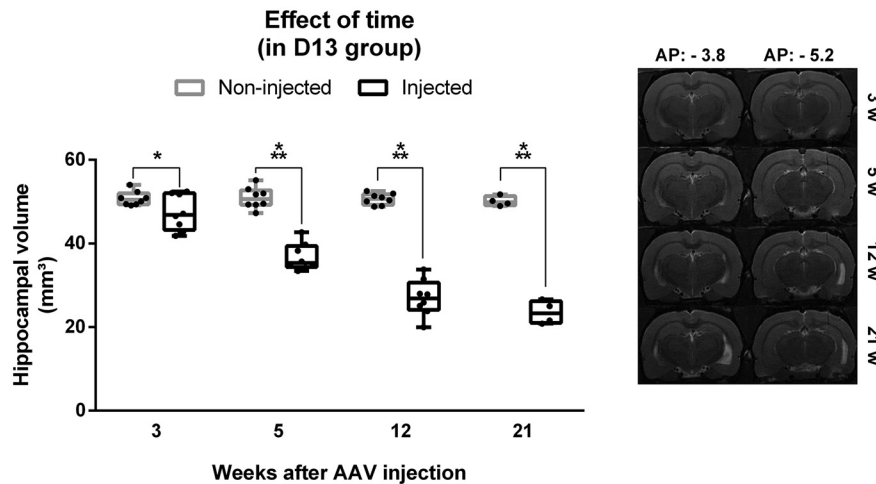 Effect of time
(in D13 group)
Non-injected Injected
AP: - 3.8 AP: - 5.2
3 W
5 W
12 W
21 W
* * * *
** ** **
60
40
20
0
Hippocampal volume
(mm³)
3 5 12 21
Weeks after AAV injection